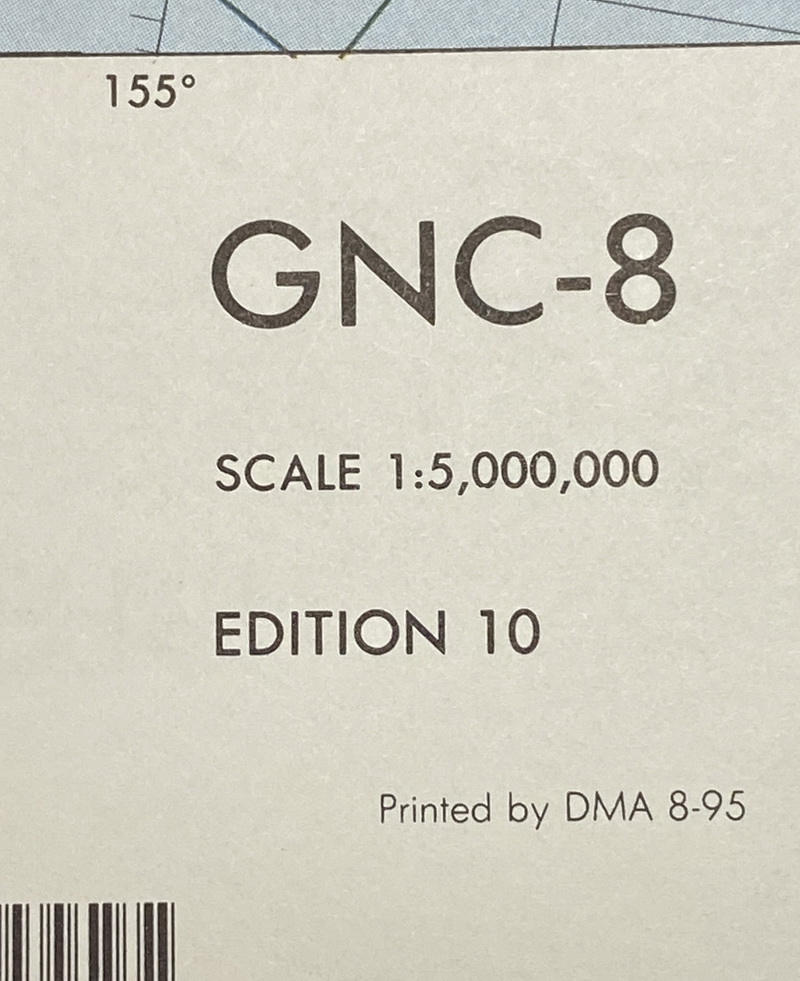 155°
GNC-8
SCALE 1:5,000,000
EDITION 10
Printed by DMA 8-95